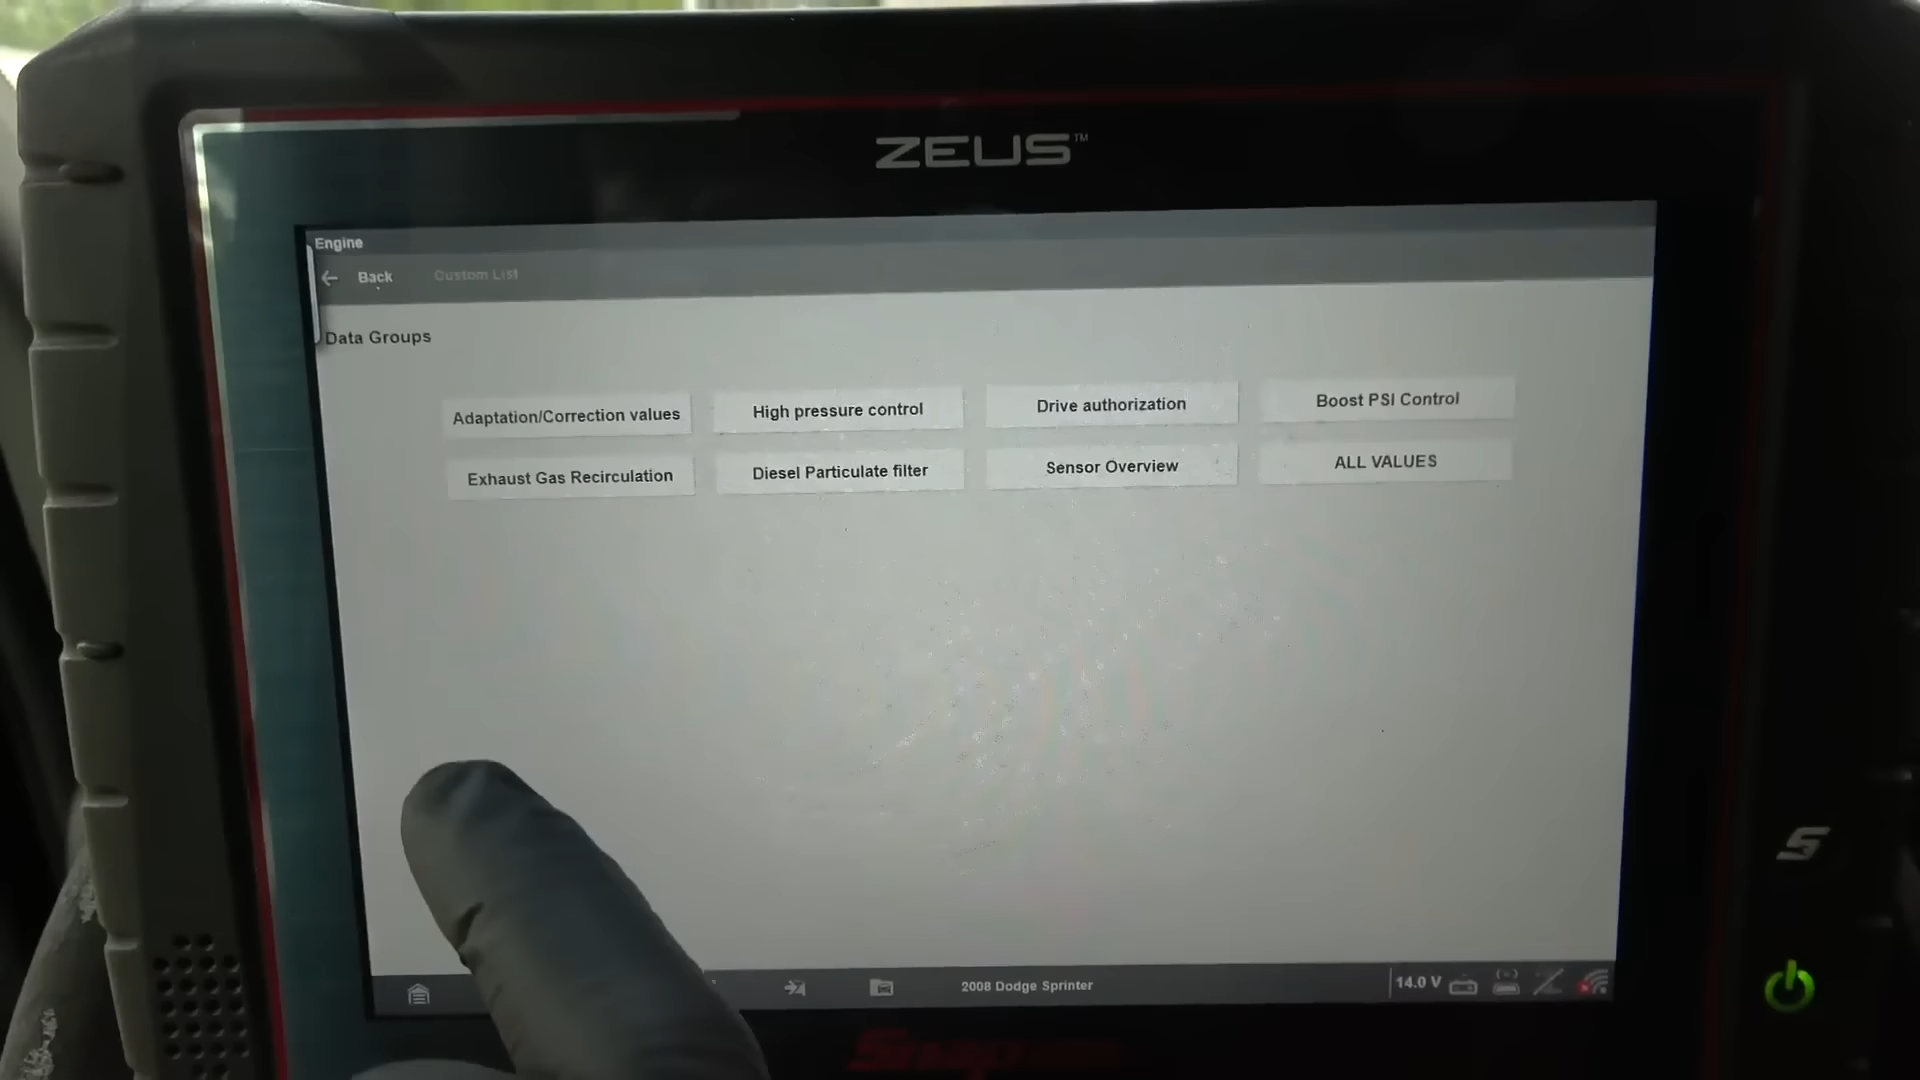 ZEUS™
Engine
Back Custom List
Data Groups
Adaptation/Correction values High pressure control Drive authorization Boost PSI Control
Exhaust Gas Recirculation Diesel Particulate filter Sensor Overview ALL VALUES
2008 Dodge Sprinter 14.0 V
Snap